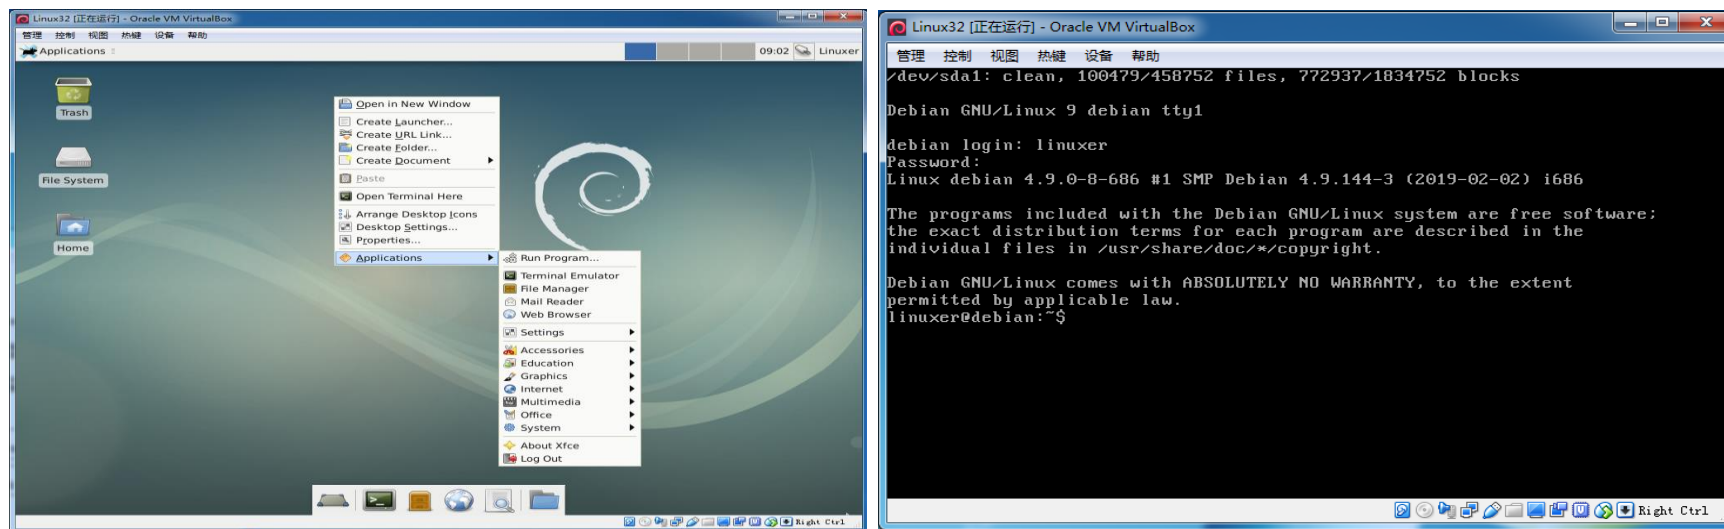 Linux32 [正在运行] - Oracle VM VirtualBox
管理 控制 视图 热键 设备 帮助
Applications
09:02 Linuxer
Trash
File System
Home
Open in New Window
Create Launcher...
Create URL Link...
Create Folder...
Create Document
Paste
Open Terminal Here
Arrange Desktop Icons
Desktop Settings...
Properties...
Applications
Run Program...
Terminal Emulator
File Manager
Mail Reader
Web Browser
Settings
Accessories
Education
Graphics
Internet
Multimedia
Office
System
About Xfce
Log Out
Right Ctrl
Linux32 [正在运行] - Oracle VM VirtualBox
管理 控制 视图 热键 设备 帮助
/dev/sda1: clean, 100479/458752 files, 772937/1834752 blocks
Debian GNU/Linux 9 debian tty1
debian login: linuxer
Password:
Linux debian 4.9.0-8-686 #1 SMP Debian 4.9.144-3 (2019-02-02) i686
The programs included with the Debian GNU/Linux system are free software;
the exact distribution terms for each program are described in the
individual files in /usr/share/doc/*/copyright.
Debian GNU/Linux comes with ABSOLUTELY NO WARRANTY, to the extent
permitted by applicable law.
linuxer@debian:~$
Right Ctrl